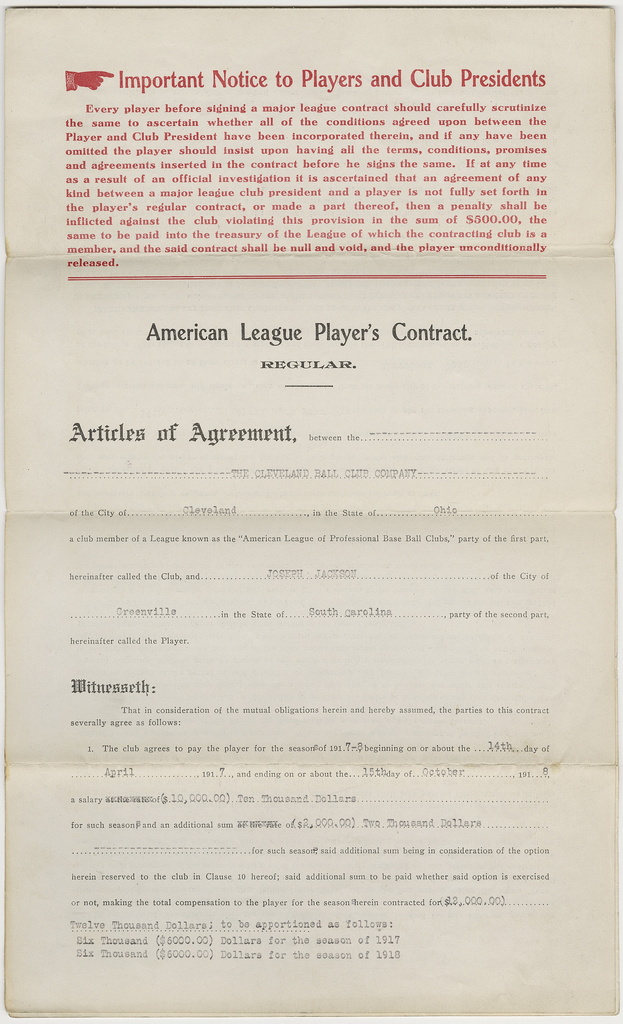 Important Notice to Players and Club Presidents
Every player before signing a major league contract should carefully scrutinize
the same to ascertain whether all of the conditions agreed upon between the
Player and Club President have been incorporated therein, and if any have been
omitted the player should insist upon having all the terms, conditions, promises
and agreements inserted in the contract before he signs the same. If at any time
as a result of an official investigation it is ascertained that an agreement of any
kind between a major league club president and a player is not fully set forth in
the player's regular contract, or made a part thereof, then a penalty shall be
inflicted against the club violating this provision in the sum of $500.00, the
same to be paid into the treasury of the League of which the contracting club is a
member, and the said contract shall be null and void, and the player unconditionally
released.
American League Player's Contract.
REGULAR.
Articles of Agreement, between the
THE CLEVELAND BALL CLUB COMPANY
of the City of Cleveland, in the State of Ohio
a club member of a League known as the "American League of Professional Base Ball Clubs," party of the first part,
hereinafter called the Club, and JOSEPH JACKSON of the City of
Greenville in the State of South Carolina, party of the second part,
hereinafter called the Player.
Witnesseth:
That in consideration of the mutual obligations herein and hereby assumed, the parties to this contract
severally agree as follows:
1. The club agrees to pay the player for the seasons of 1917-8 beginning on or about the 14th day of
April, 1917, and ending on or about the 15th day of October, 1918
a salary of ($10,000.00) Ten Thousand Dollars
for such seasons and an additional sum of ($2,000.00) Two Thousand Dollars
for such seasons, said additional sum being in consideration of the option
herein reserved to the club in Clause 10 hereof; said additional sum to be paid whether said option is exercised
or not, making the total compensation to the player for the seasons herein contracted for ($12,000.00)
Twelve Thousand Dollars; to be apportioned as follows:
Six Thousand ($6000.00) Dollars for the season of 1917
Six Thousand ($6000.00) Dollars for the season of 1918